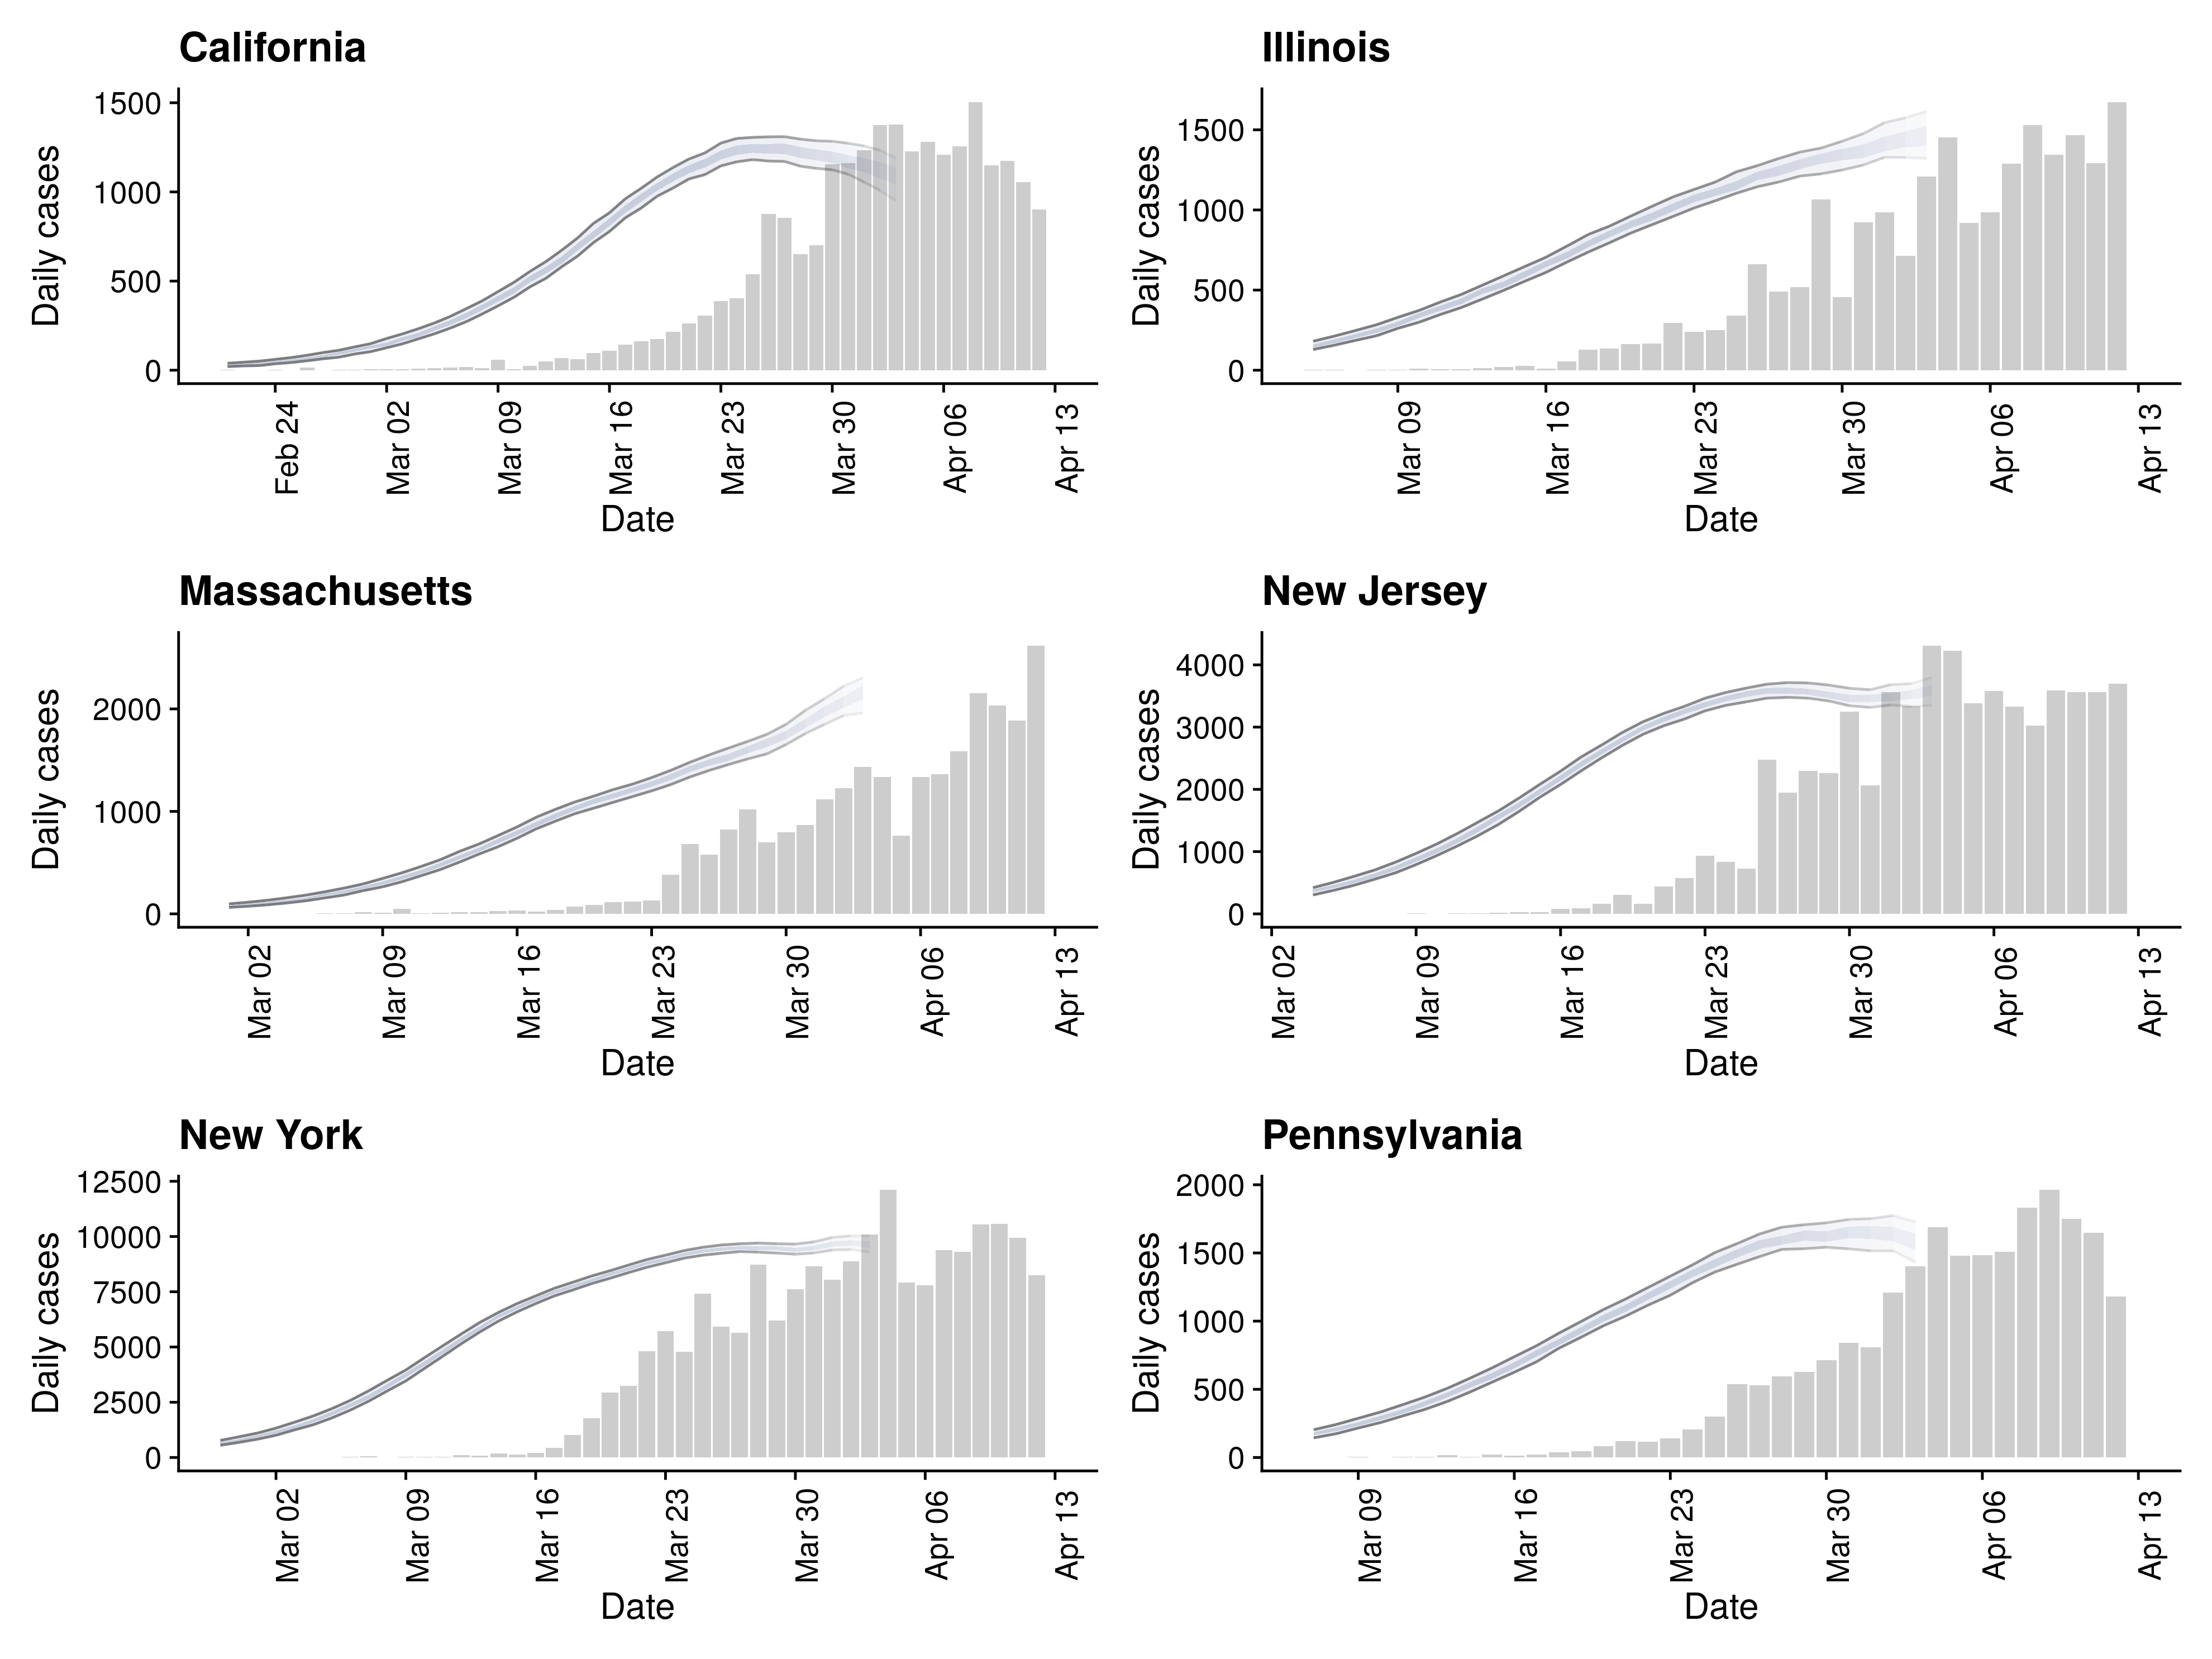 California
Daily cases
1500
1000
500
0
Feb 24
Mar 02
Mar 09
Mar 16
Mar 23
Mar 30
Apr 06
Apr 13
Date
Illinois
Daily cases
1500
1000
500
0
Mar 09
Mar 16
Mar 23
Mar 30
Apr 06
Apr 13
Date
Massachusetts
Daily cases
2000
1000
0
Mar 02
Mar 09
Mar 16
Mar 23
Mar 30
Apr 06
Apr 13
Date
New Jersey
Daily cases
4000
3000
2000
1000
0
Mar 02
Mar 09
Mar 16
Mar 23
Mar 30
Apr 06
Apr 13
Date
New York
Daily cases
12500
10000
7500
5000
2500
0
Mar 02
Mar 09
Mar 16
Mar 23
Mar 30
Apr 06
Apr 13
Date
Pennsylvania
Daily cases
2000
1500
1000
500
0
Mar 09
Mar 16
Mar 23
Mar 30
Apr 06
Apr 13
Date